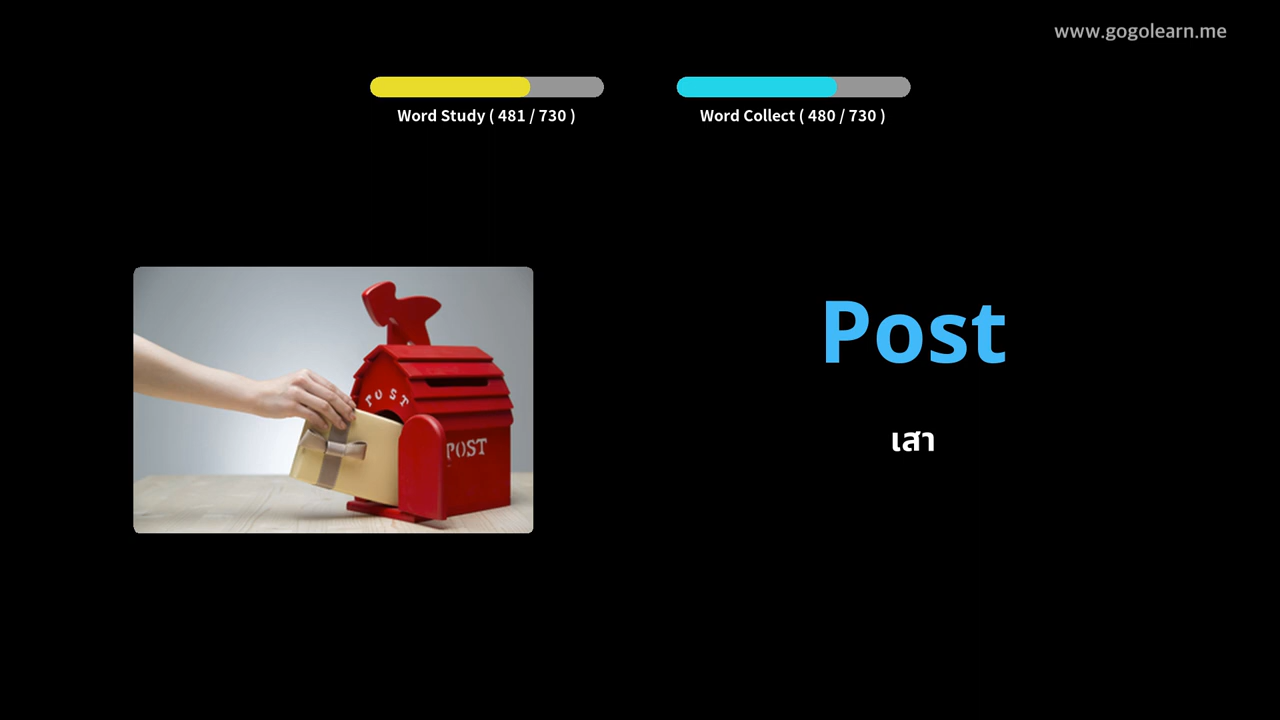 www.gogolearn.me
Word Study ( 481 / 730 )
Word Collect ( 480 / 730 )
POST
POST
Post
เสา